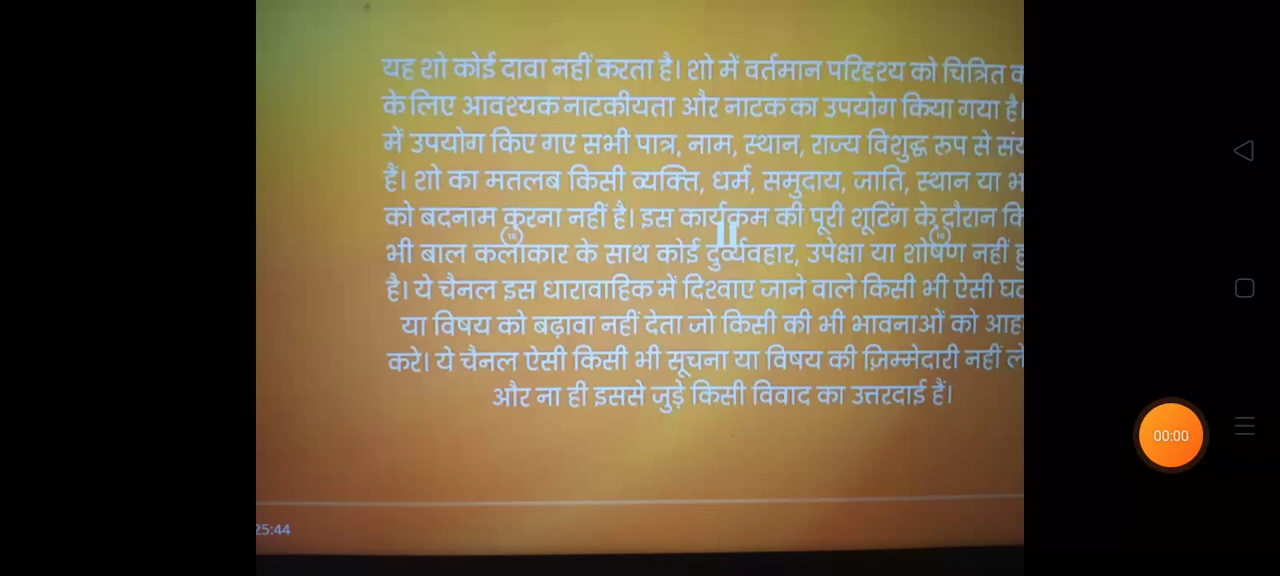 यह शो कोई दावा नहीं करता है। शो में वर्तमान परिदृश्य को चित्रित
के लिए आवश्यक नाटकीयता और नाटक का उपयोग किया गया है।
में उपयोग किए गए सभी पात्र, नाम, स्थान, राज्य विशुद्ध रुप से
हैं। शो का मतलब किसी व्यक्ति, धर्म, समुदाय, जाति, स्थान या
को बदनाम करना नहीं है। इस कार्यक्रम की पूरी शूटिंग के दौरान
भी बाल कलाकार के साथ कोई दुर्व्यवहार, उपेक्षा या शोषण नहीं
है। ये चैनल इस धारावाहिक में दिखाए जाने वाले किसी भी ऐसी
या विषय को बढ़ावा नहीं देता जो किसी की भी भावनाओं को
करे। ये चैनल ऐसी किसी भी सूचना या विषय की ज़िम्मेदारी नहीं
और ना ही इससे जुड़े किसी विवाद का उत्तरदाई हैं।
10 10
25:44
00:00